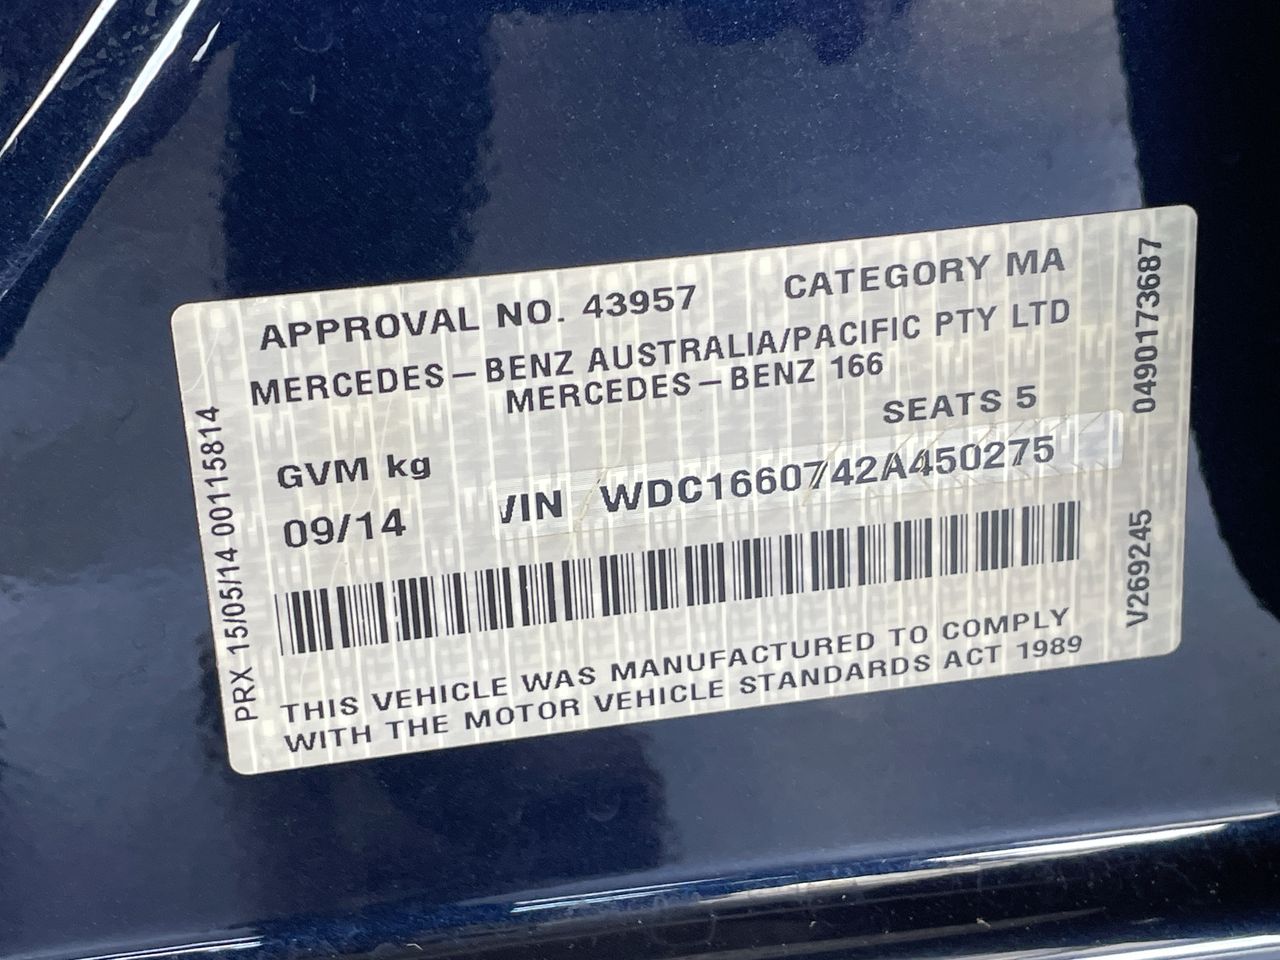 APPROVAL NO. 43957 CATEGORY MA
MERCEDES-BENZ AUSTRALIA/PACIFIC PTY LTD
MERCEDES-BENZ 166
SEATS 5
GVM kg
09/14
VIN WDC1660742A450275
THIS VEHICLE WAS MANUFACTURED TO COMPLY
WITH THE MOTOR VEHICLE STANDARDS ACT 1989
PRX 15/05/14 00115814
0490173687
V269245